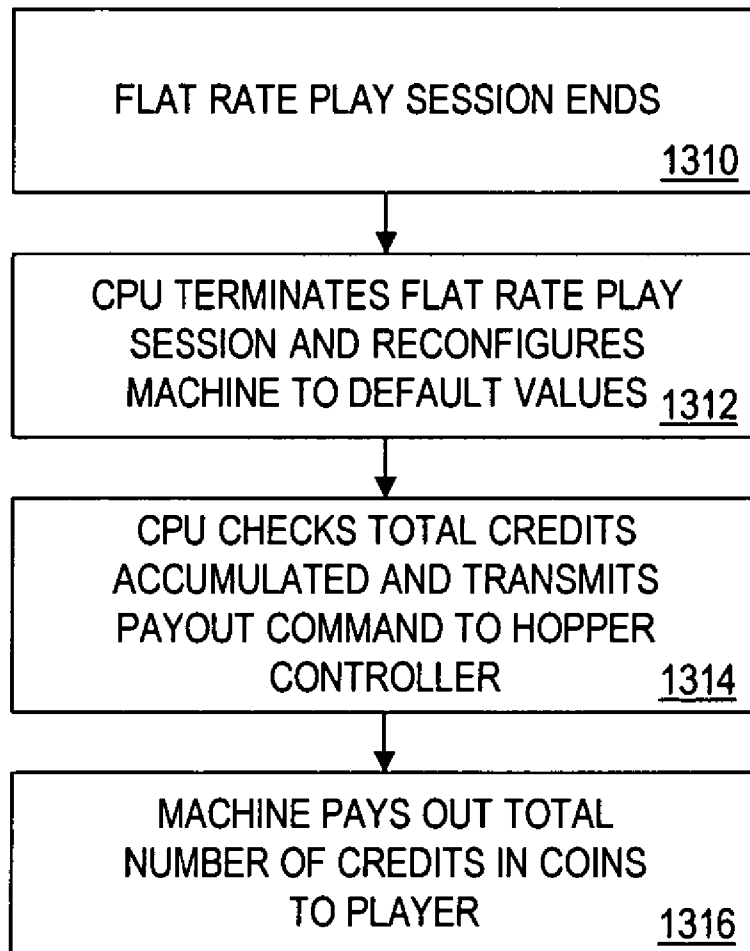 FLAT RATE PLAY SESSION ENDS
1310
CPU TERMINATES FLAT RATE PLAY
SESSION AND RECONFIGURES
MACHINE TO DEFAULT VALUES 1312
CPU CHECKS TOTAL CREDITS
ACCUMULATED AND TRANSMITS
PAYOUT COMMAND TO HOPPER
CONTROLLER 1314
MACHINE PAYS OUT TOTAL
NUMBER OF CREDITS IN COINS
TO PLAYER 1316